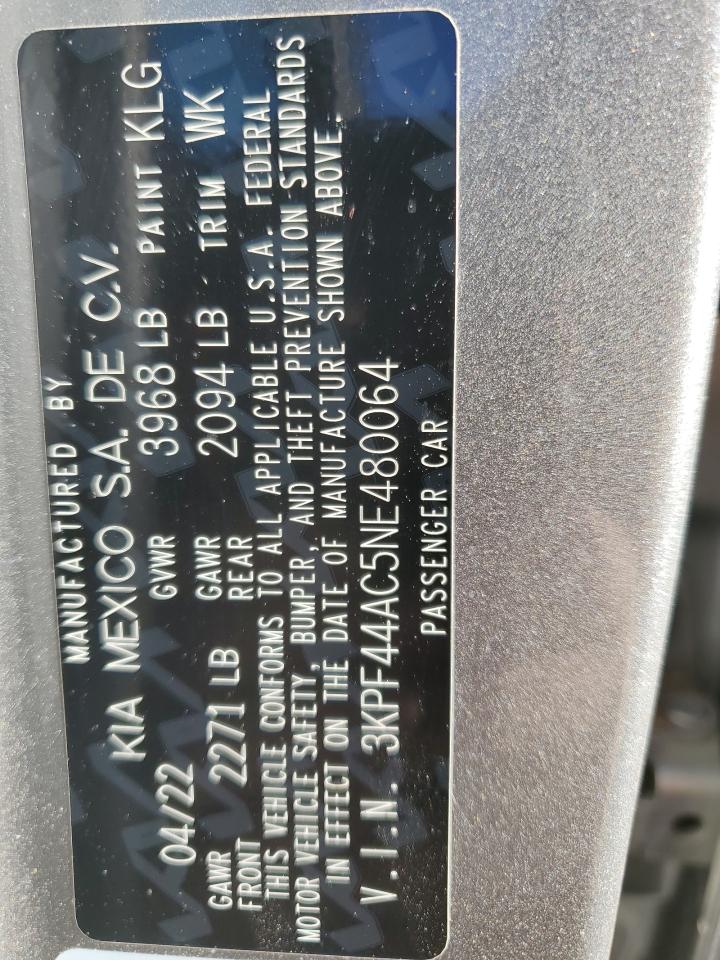 MANUFACTURED BY
KIA MEXICO S.A. DE C.V.
04/22 GVWR 3968 LB PAINT KLG
GAWR FRONT 2271 LB GAWR REAR 2094 LB TRIM WK
THIS VEHICLE CONFORMS TO ALL APPLICABLE U.S.A. FEDERAL
MOTOR VEHICLE SAFETY, BUMPER, AND THEFT PREVENTION STANDARDS
IN EFFECT ON THE DATE OF MANUFACTURE SHOWN ABOVE.
V.I.N. 3KPF44AC5NE480064
PASSENGER CAR